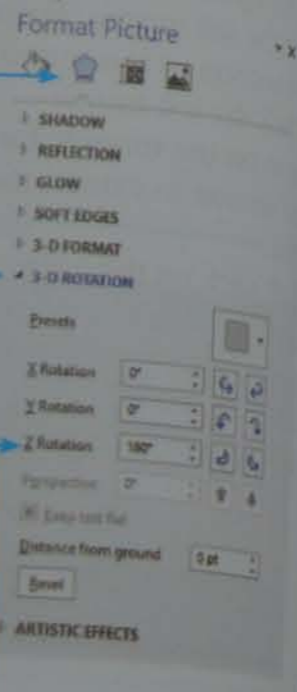 Format Picture
SHADOW
REFLECTION
GLOW
SOFT EDGES
3-D FORMAT
3-D ROTATION
Presets
X Rotation 0°
Y Rotation 0°
Z Rotation 180°
Perspective 0°
Keep text flat
Distance from ground 0 pt
Reset
ARTISTIC EFFECTS